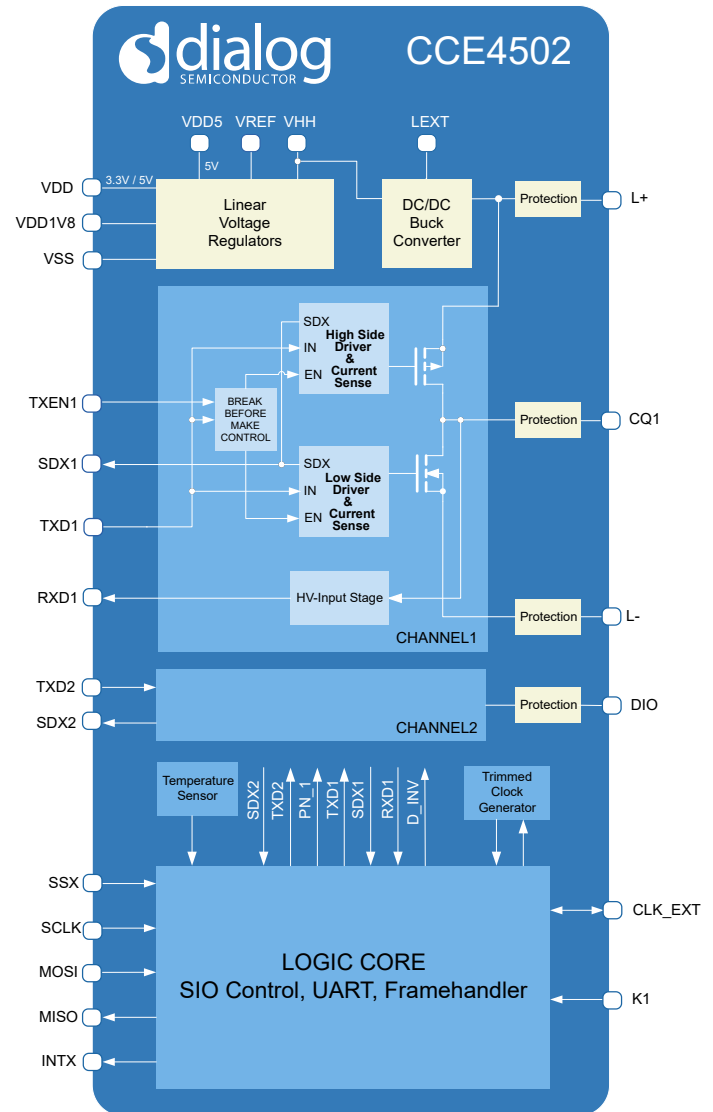 dialog
SEMICONDUCTOR
CCE4502
VDD5
VREF
VHH
LEXT
5V
VDD
3.3V / 5V
VDD1V8
VSS
Linear
Voltage
Regulators
DC/DC
Buck
Converter
Protection
L+
SDX
IN
EN
High Side
Driver
&
Current
Sense
TXEN1
BREAK
BEFORE
MAKE
CONTROL
Protection
CQ1
SDX1
SDX
IN
EN
Low Side
Driver
&
Current
Sense
TXD1
RXD1
HV-Input Stage
Protection
L-
CHANNEL1
TXD2
SDX2
CHANNEL2
Protection
DIO
Temperature
Sensor
SDX2
TXD2
PN_1
TXD1
SDX1
RXD1
D_INV
Trimmed
Clock
Generator
SSX
SCLK
MOSI
MISO
INTX
LOGIC CORE
SIO Control, UART, Framehandler
CLK_EXT
K1